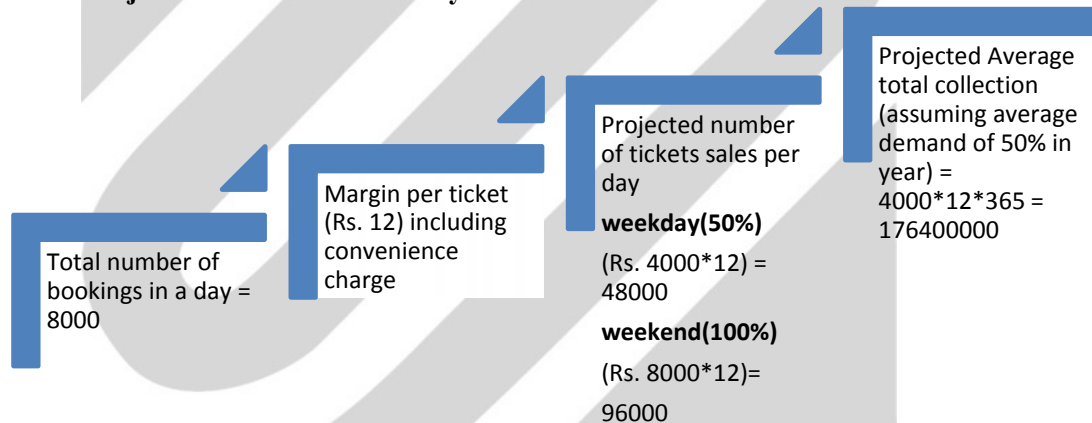 Total number of
bookings in a day =
8000
Margin per ticket
(Rs. 12) including
convenience
charge
Projected number
of tickets sales per
day
weekday(50%)
(Rs. 4000*12) =
48000
weekend(100%)
(Rs. 8000*12)=
96000
Projected Average
total collection
(assuming average
demand of 50% in
year) =
4000*12*365 =
176400000